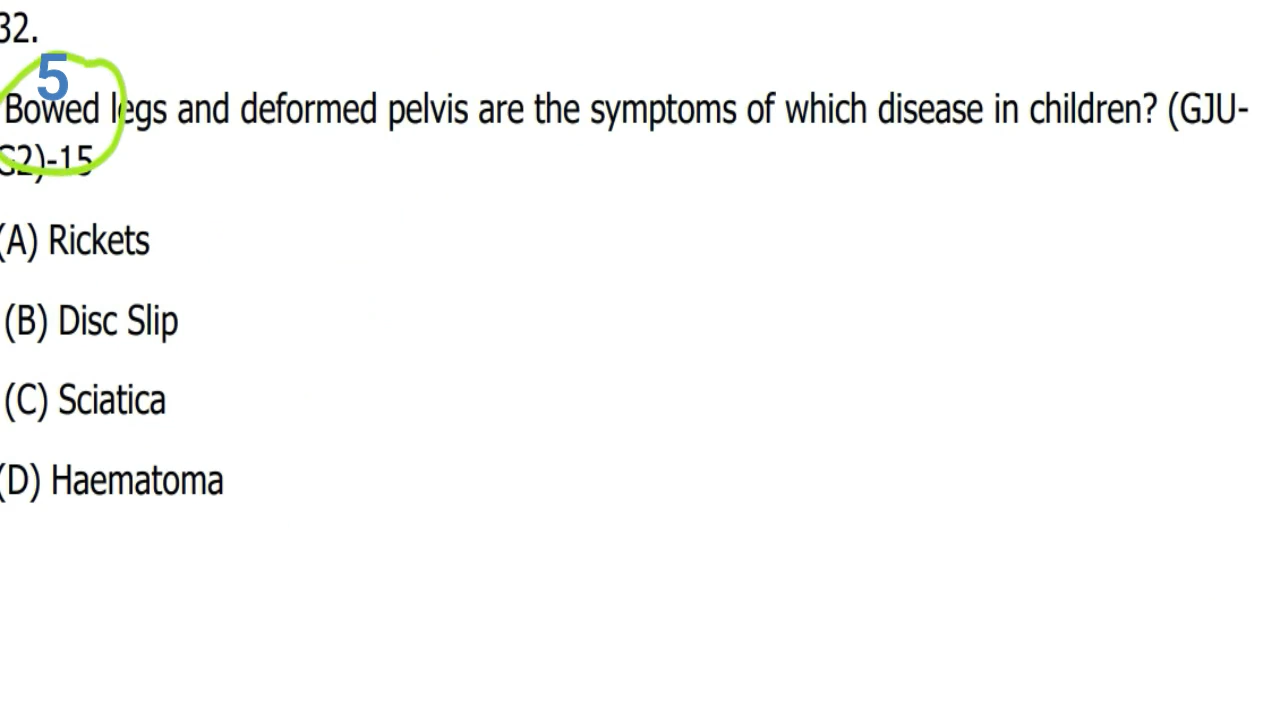 32.
5
Bowed legs and deformed pelvis are the symptoms of which disease in children? (GJU-
G2)-15
(A) Rickets
(B) Disc Slip
(C) Sciatica
(D) Haematoma